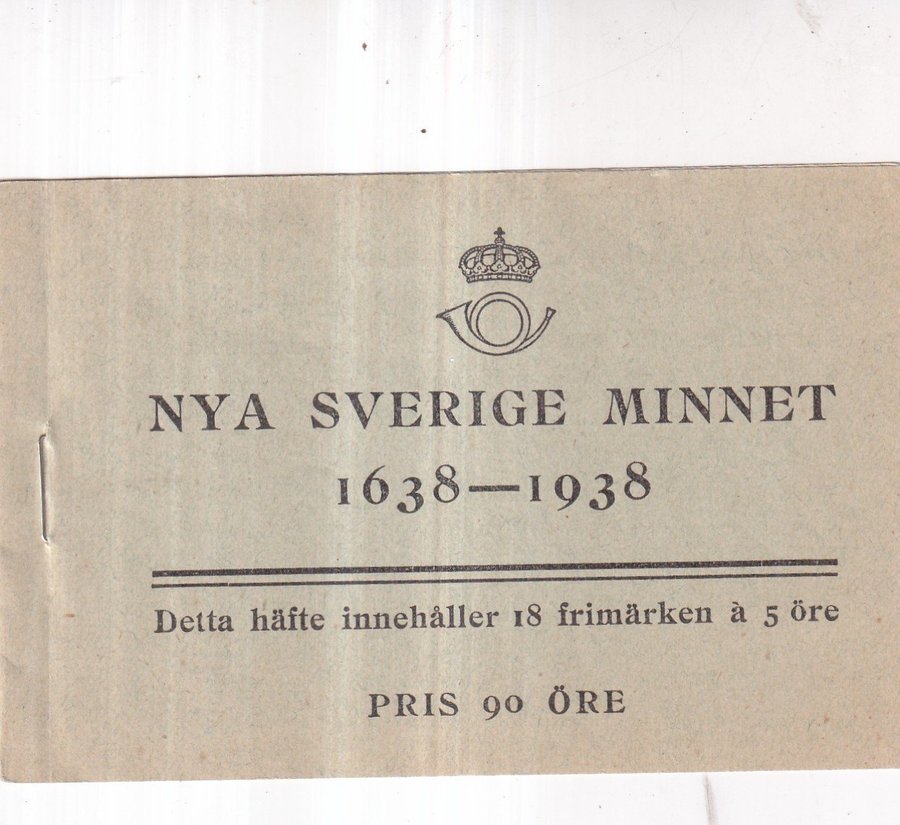 NYA SVERIGE MINNET
1638—1938
Detta häfte innehåller 18 frimärken à 5 öre
PRIS 90 ÖRE